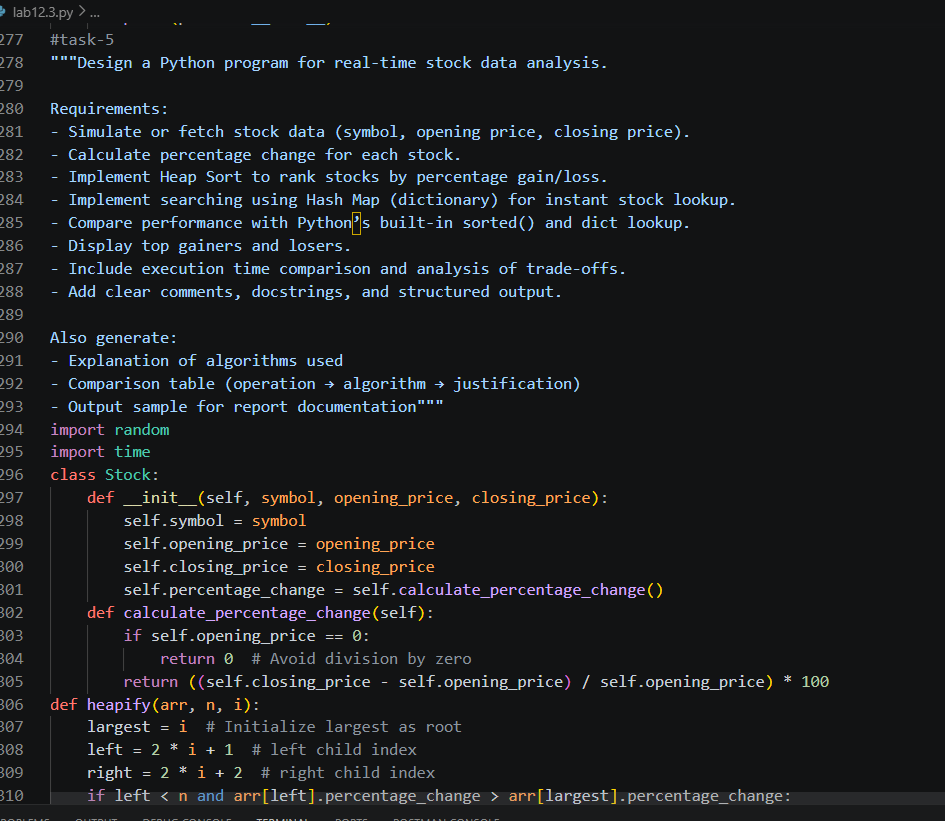 lab12.3.py > ...
277 #task-5
278 """Design a Python program for real-time stock data analysis.
279
280 Requirements:
281 - Simulate or fetch stock data (symbol, opening price, closing price).
282 - Calculate percentage change for each stock.
283 - Implement Heap Sort to rank stocks by percentage gain/loss.
284 - Implement searching using Hash Map (dictionary) for instant stock lookup.
285 - Compare performance with Python’s built-in sorted() and dict lookup.
286 - Display top gainers and losers.
287 - Include execution time comparison and analysis of trade-offs.
288 - Add clear comments, docstrings, and structured output.
289
290 Also generate:
291 - Explanation of algorithms used
292 - Comparison table (operation → algorithm → justification)
293 - Output sample for report documentation"""
294 import random
295 import time
296 class Stock:
297     def __init__(self, symbol, opening_price, closing_price):
298         self.symbol = symbol
299         self.opening_price = opening_price
300         self.closing_price = closing_price
301         self.percentage_change = self.calculate_percentage_change()
302     def calculate_percentage_change(self):
303         if self.opening_price == 0:
304             return 0  # Avoid division by zero
305         return ((self.closing_price - self.opening_price) / self.opening_price) * 100
306 def heapify(arr, n, i):
307     largest = i  # Initialize largest as root
308     left = 2 * i + 1  # left child index
309     right = 2 * i + 2  # right child index
310     if left < n and arr[left].percentage_change > arr[largest].percentage_change: